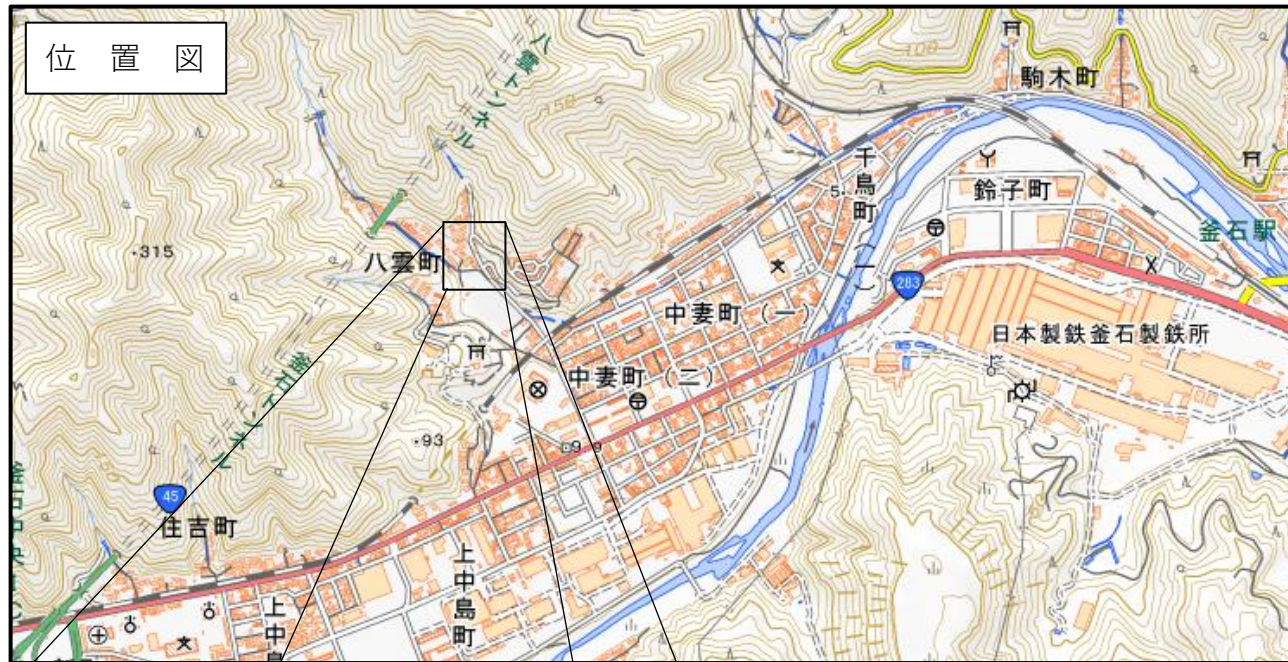 位置図
八雲トンネル
100
150
駒木町
千鳥町(一)
5
鈴子町
釜石駅
315
八雲町
283
中妻町(一)
日本製鉄釜石製鉄所
中妻町(二)
釜石トンネル
93
9
45
住吉町
上中島町
上中島